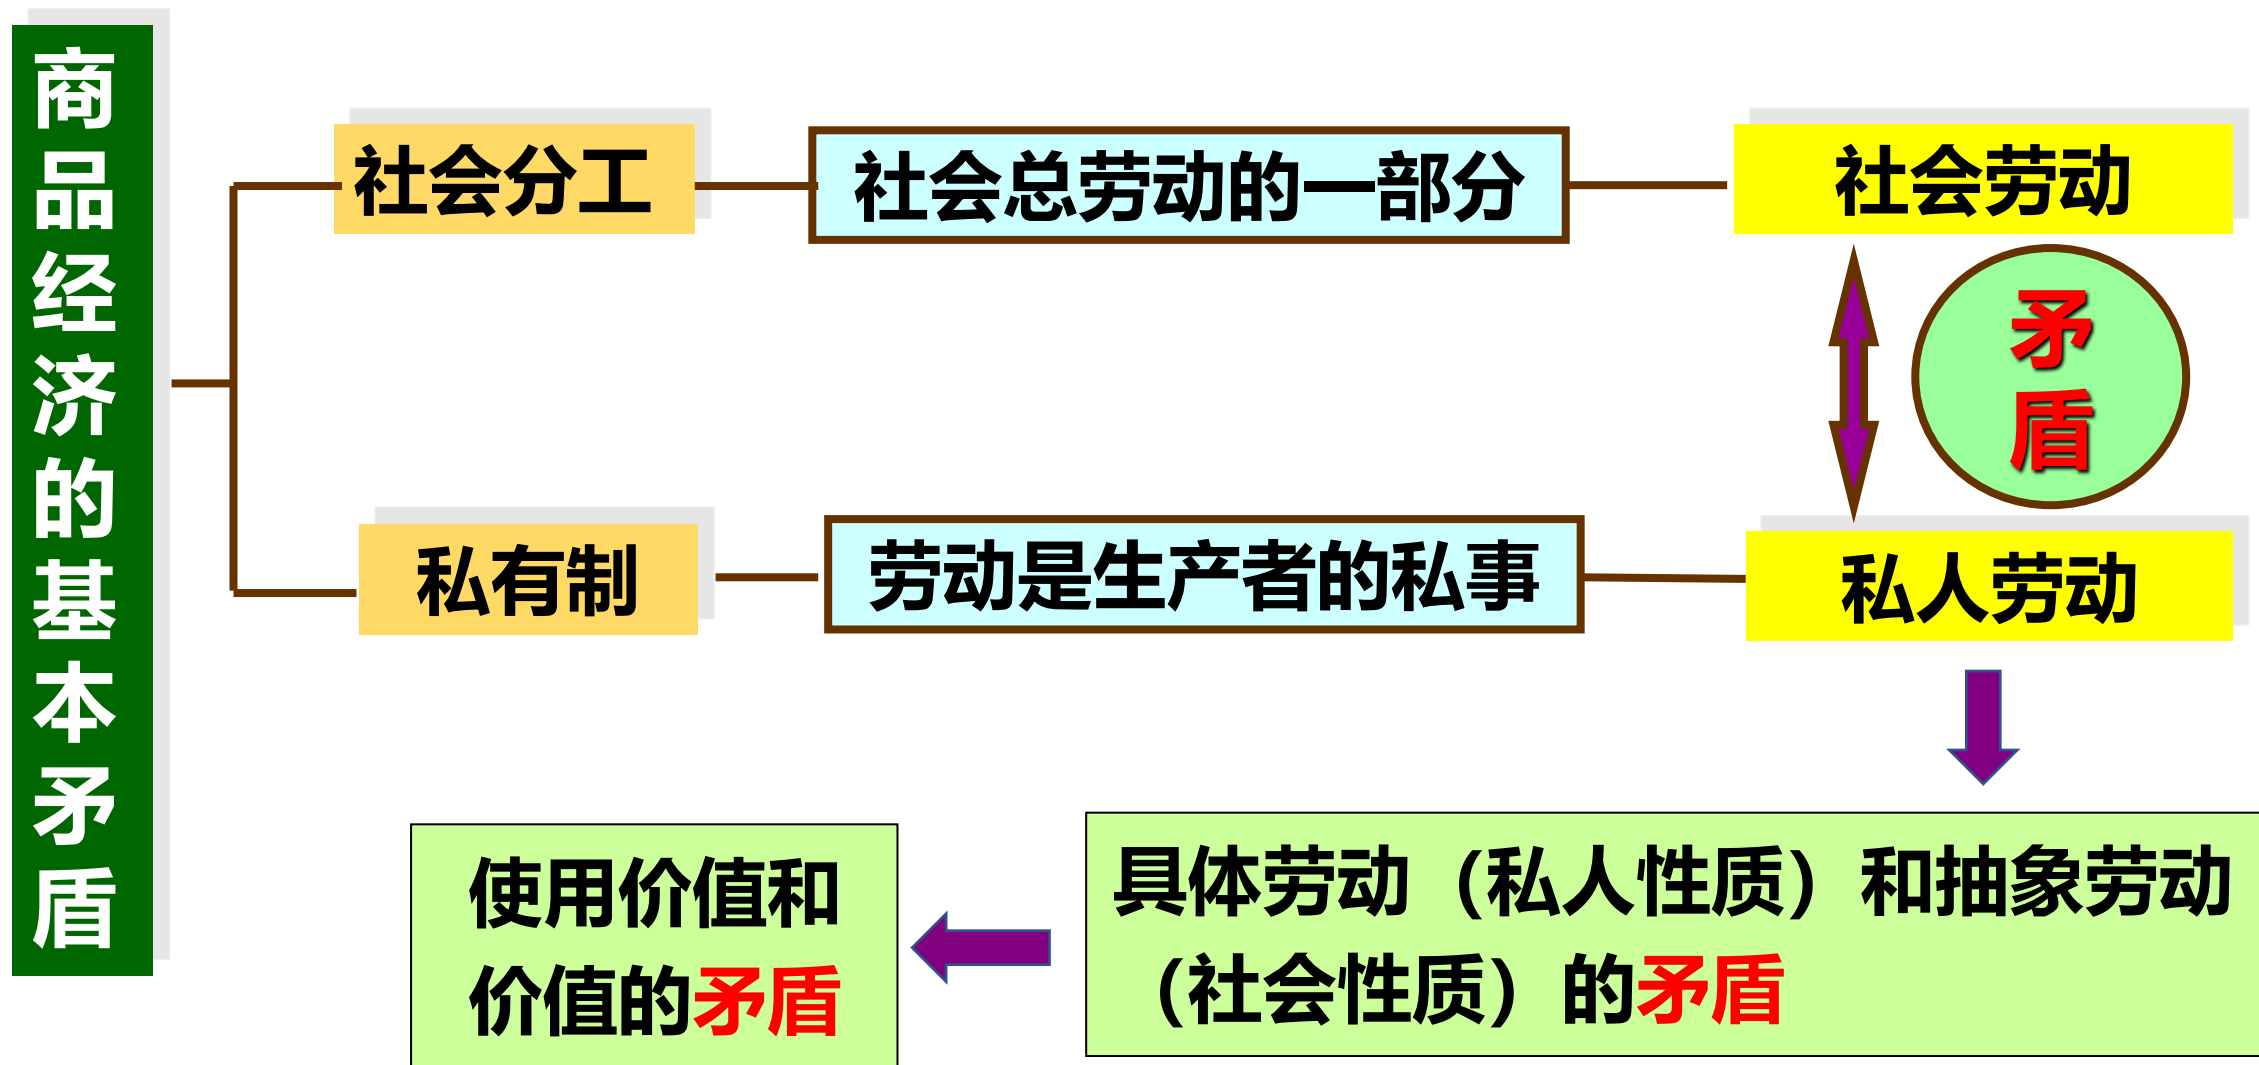 商品经济的基本矛盾
社会分工
社会总劳动的一部分
社会劳动
矛盾
私有制
劳动是生产者的私事
私人劳动
具体劳动（私人性质）和抽象劳动
（社会性质）的矛盾
使用价值和
价值的矛盾